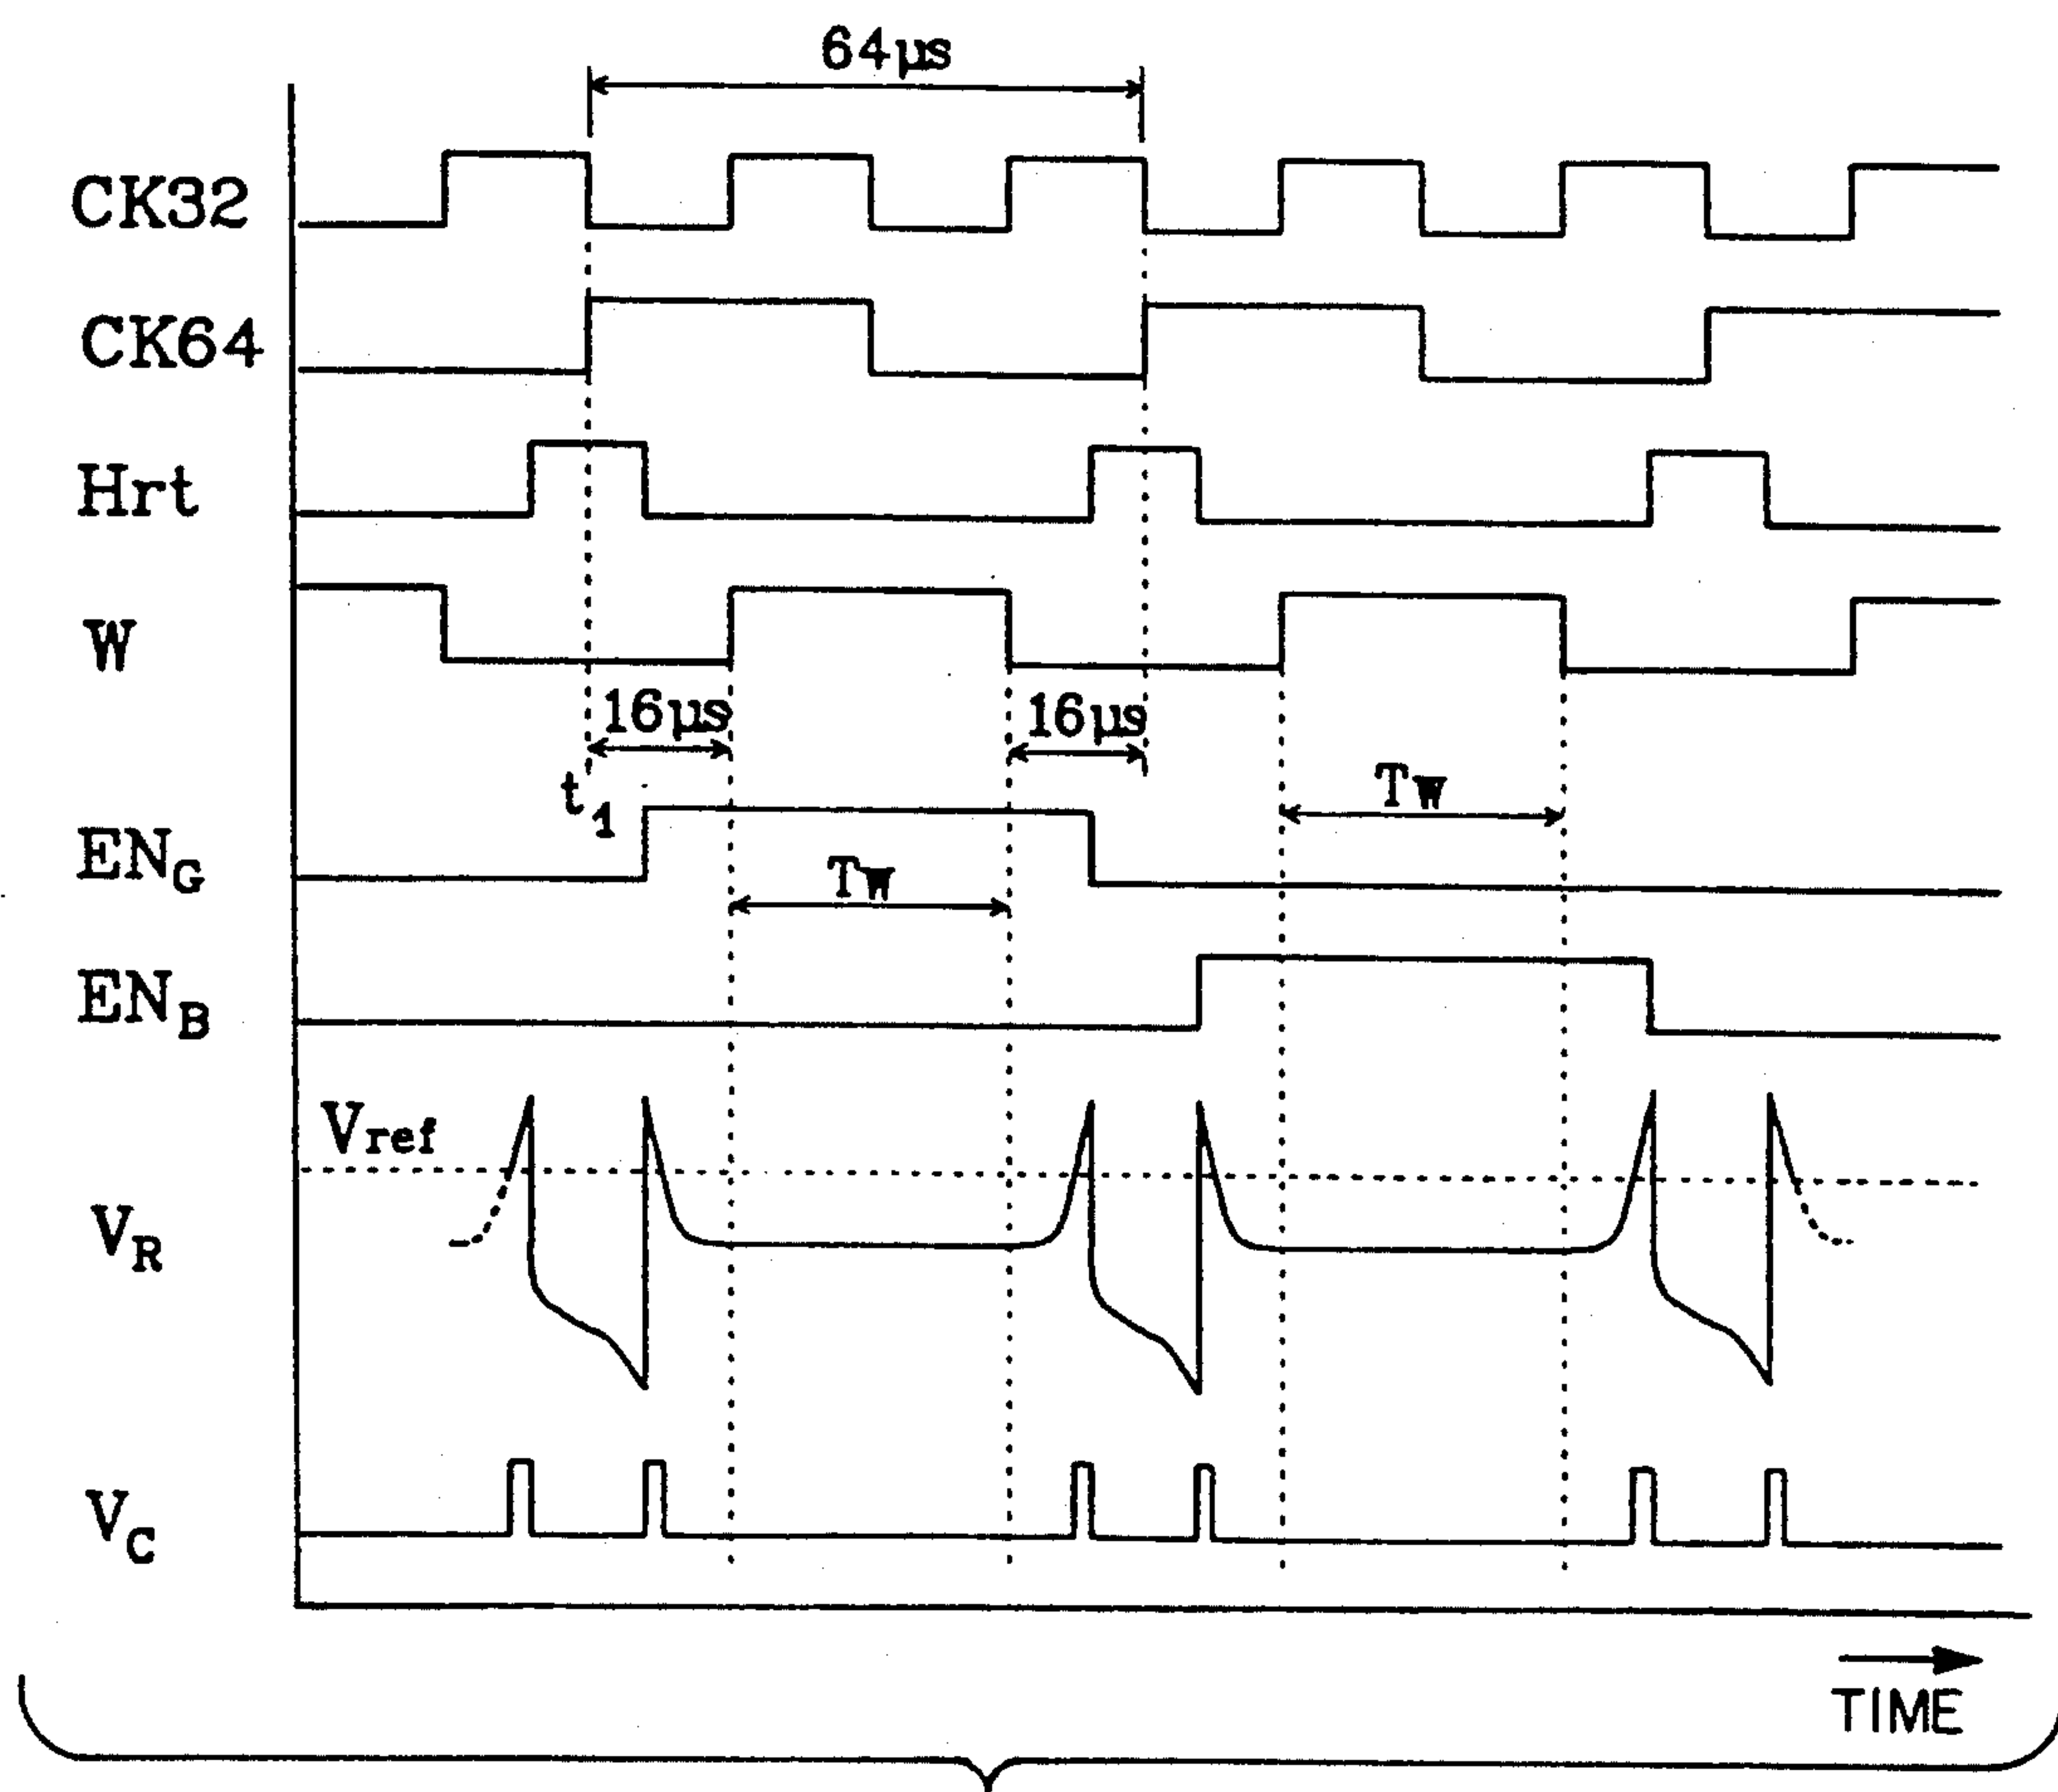 64μs
CK32
CK64
Hrt
W
16μs 16μs
t1
TW
ENG
TW
ENB
Vref
VR
VC
TIME